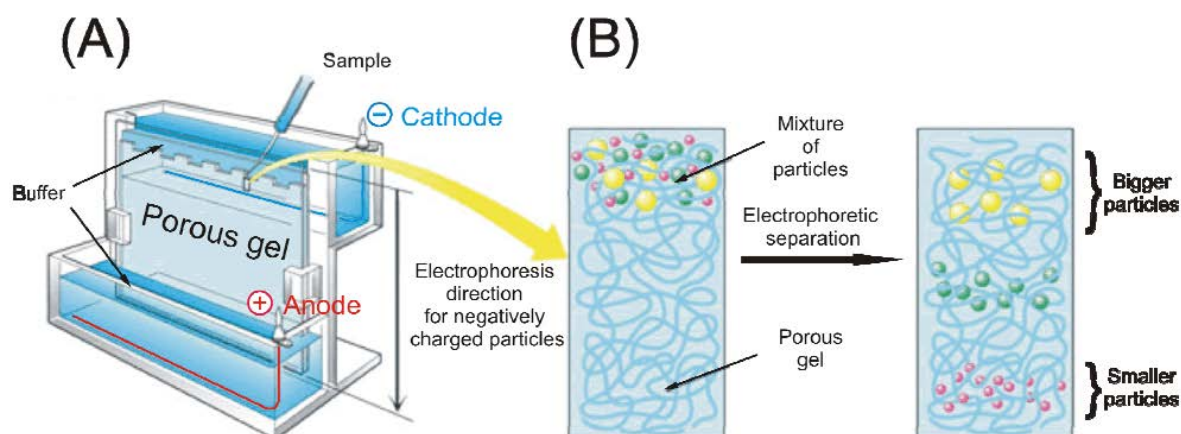 (A)
Sample
− Cathode
Buffer
Porous gel
+ Anode
Electrophoresis
direction
for negatively
charged particles
(B)
Mixture
of
particles
Electrophoretic
separation
Porous
gel
Bigger
particles
Smaller
particles